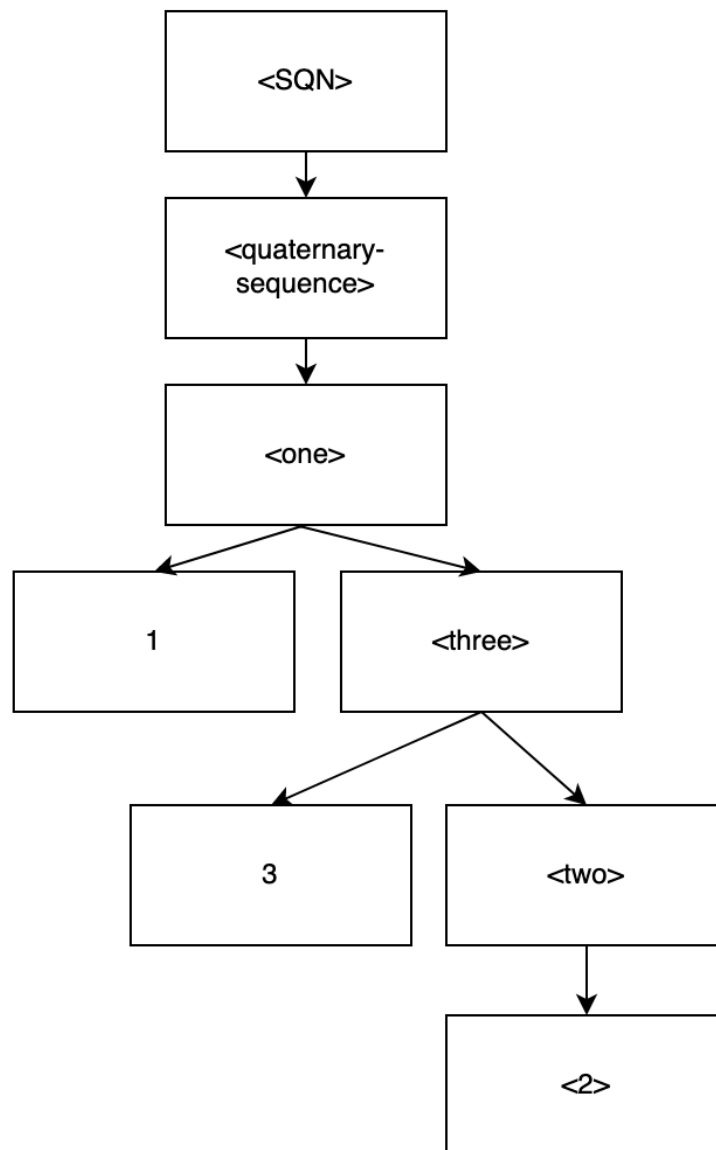 <SQN>
<quaternary-
sequence>
<one>
1
<three>
3
<two>
<2>